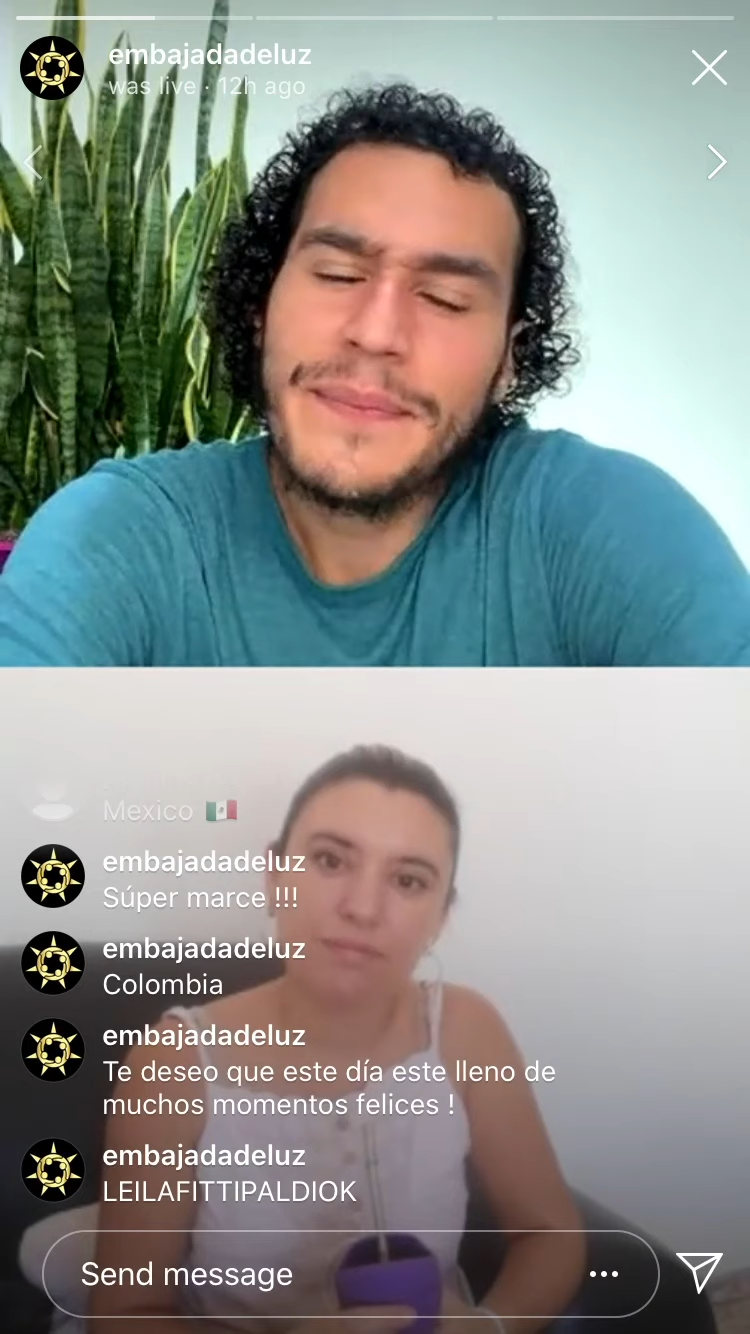 embajadadeluz
was live · 12h ago
Mexico 🇲🇽
embajadadeluz
Súper marce !!!
embajadadeluz
Colombia
embajadadeluz
Te deseo que este día este lleno de
muchos momentos felices !
embajadadeluz
LEILAFITTIPALDIOK
Send message